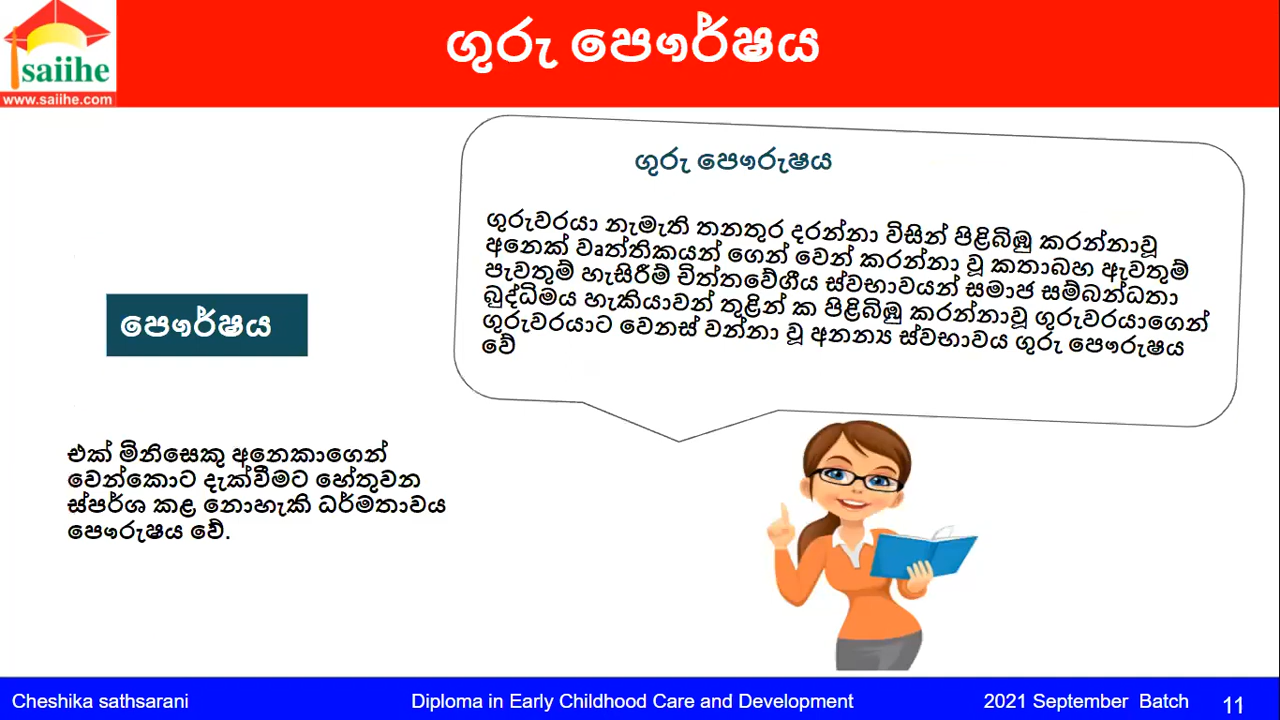 ගුරු පෞර්ෂය
saiihe
www.saiihe.com
ගුරු පෞරුෂය
ගුරුවරයා නැමැති තනතුර දරන්නා විසින් පිළිබිඹු කරන්නාවූ
අනෙක් වෘත්තිකයන් ගෙන් වෙන් කරන්නා වූ කතාබහ ඇවතුම්
පැවතුම් හැසිරීම් චිත්තවේගීය ස්වභාවයන් සමාජ සම්බන්ධතා
බුද්ධිමය හැකියාවන් තුළින් ක පිළිබිඹු කරන්නාවූ ගුරුවරයාගෙන්
ගුරුවරයාට වෙනස් වන්නා වූ අනන්‍ය ස්වභාවය ගුරු පෞරුෂය
වේ
පෞර්ෂය
එක් මිනිසෙකු අනෙකාගෙන්
වෙන්කොට දැක්වීමට හේතුවන
ස්පර්ශ කළ නොහැකි ධර්මතාවය
පෞරුෂය වේ.
Cheshika sathsarani
Diploma in Early Childhood Care and Development
2021 September Batch
11